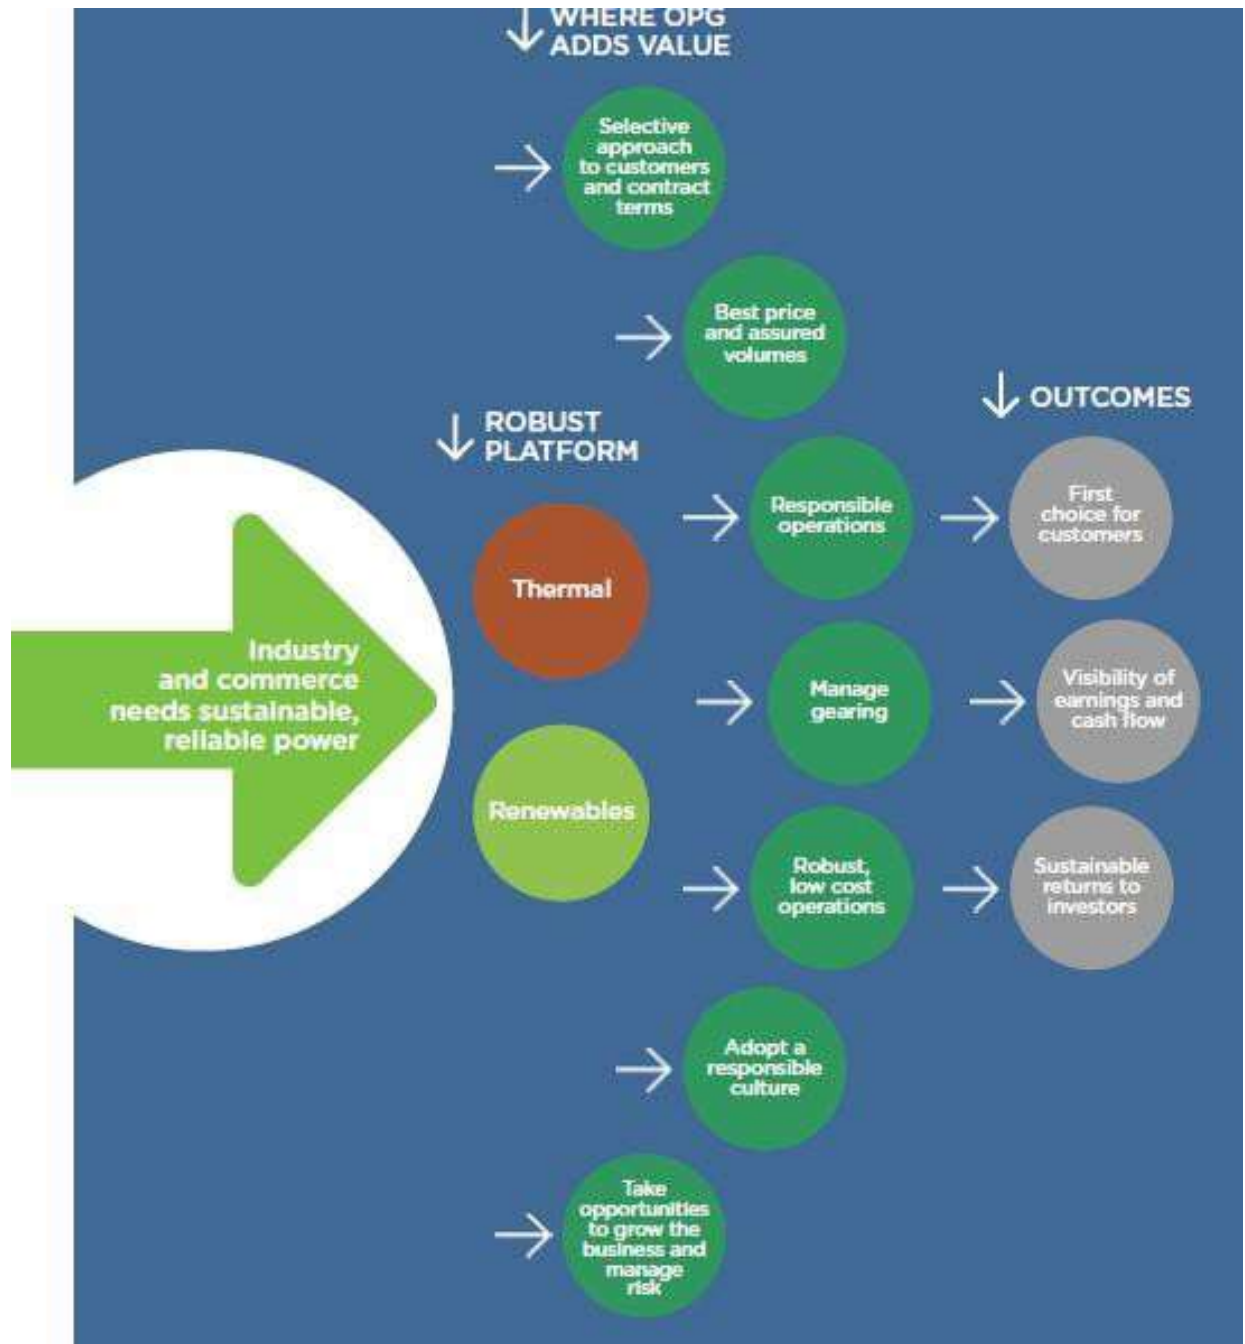 WHERE OPG
ADDS VALUE
Selective
approach
to customers
and contract
terms
Best price
and assured
volumes
OUTCOMES
ROBUST
PLATFORM
Responsible
operations
First
choice for
customers
Thermal
Industry
and commerce
needs sustainable,
reliable power
Manage
gearing
Visibility of
earnings and
cash flow
Renewables
Robust,
low cost
operations
Sustainable
returns to
investors
Adopt a
responsible
culture
Take
opportunities
to grow the
business and
manage
risk